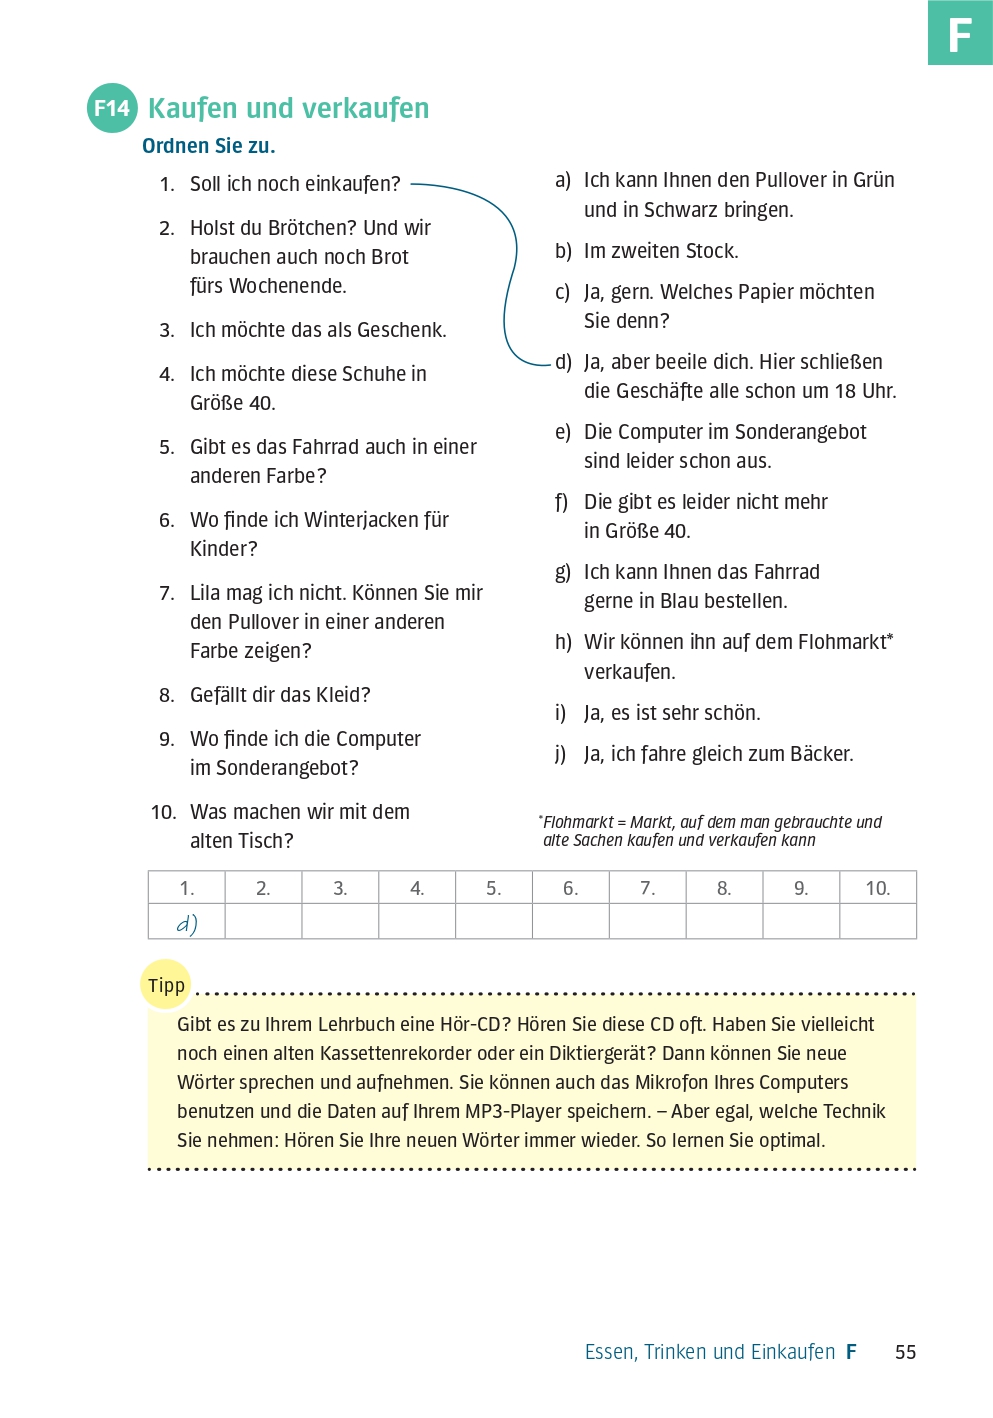 F
F14 Kaufen und verkaufen
Ordnen Sie zu.
1. Soll ich noch einkaufen?
2. Holst du Brötchen? Und wir
brauchen auch noch Brot
fürs Wochenende.
3. Ich möchte das als Geschenk.
4. Ich möchte diese Schuhe in
Größe 40.
5. Gibt es das Fahrrad auch in einer
anderen Farbe?
6. Wo finde ich Winterjacken für
Kinder?
7. Lila mag ich nicht. Können Sie mir
den Pullover in einer anderen
Farbe zeigen?
8. Gefällt dir das Kleid?
9. Wo finde ich die Computer
im Sonderangebot?
10. Was machen wir mit dem
alten Tisch?
a) Ich kann Ihnen den Pullover in Grün
und in Schwarz bringen.
b) Im zweiten Stock.
c) Ja, gern. Welches Papier möchten
Sie denn?
d) Ja, aber beeile dich. Hier schließen
die Geschäfte alle schon um 18 Uhr.
e) Die Computer im Sonderangebot
sind leider schon aus.
f) Die gibt es leider nicht mehr
in Größe 40.
g) Ich kann Ihnen das Fahrrad
gerne in Blau bestellen.
h) Wir können ihn auf dem Flohmarkt*
verkaufen.
i) Ja, es ist sehr schön.
j) Ja, ich fahre gleich zum Bäcker.
*Flohmarkt = Markt, auf dem man gebrauchte und
alte Sachen kaufen und verkaufen kann
1. 2. 3. 4. 5. 6. 7. 8. 9. 10.
d)
Tipp
Gibt es zu Ihrem Lehrbuch eine Hör-CD? Hören Sie diese CD oft. Haben Sie vielleicht
noch einen alten Kassettenrekorder oder ein Diktiergerät? Dann können Sie neue
Wörter sprechen und aufnehmen. Sie können auch das Mikrofon Ihres Computers
benutzen und die Daten auf Ihrem MP3-Player speichern. – Aber egal, welche Technik
Sie nehmen: Hören Sie Ihre neuen Wörter immer wieder. So lernen Sie optimal.
Essen, Trinken und Einkaufen F 55